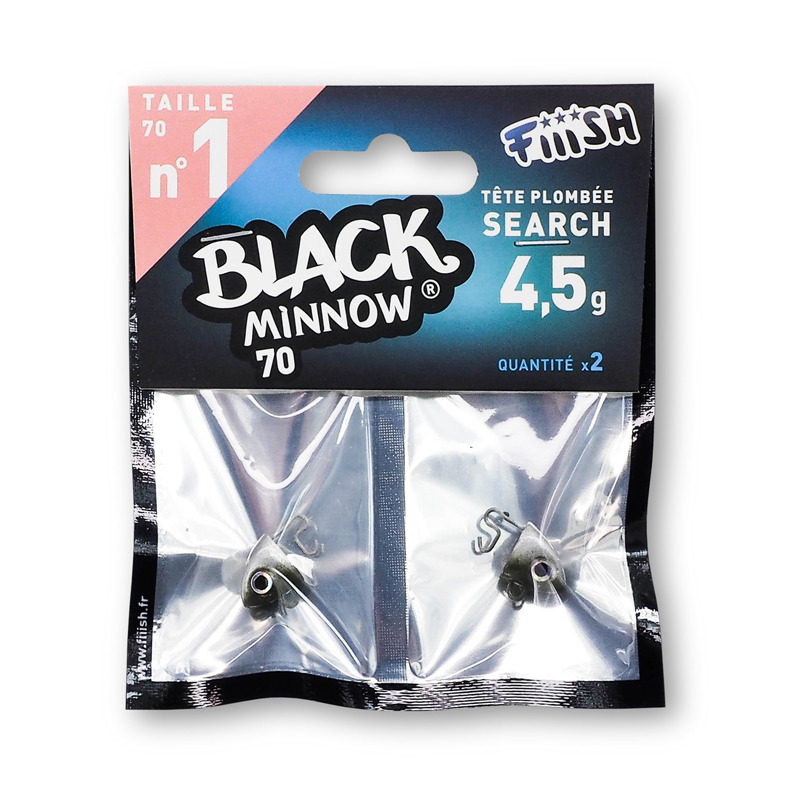 TAILLE
70
n°1
Fiiish
TÊTE PLOMBÉE
SEARCH
4,5g
BLACK
MiNNOW®
70
QUANTITÉ x2
www.fiiish.fr